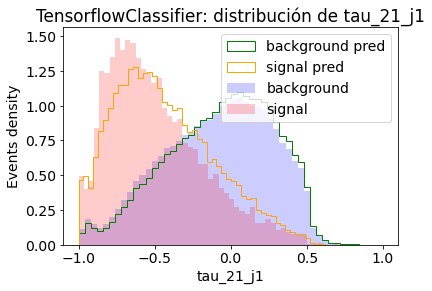 TensorflowClassifier: distribución de tau_21_j1
Events density
1.50
1.25
1.00
0.75
0.50
0.25
0.00
background pred
signal pred
background
signal
−1.0 −0.5 0.0 0.5 1.0
tau_21_j1